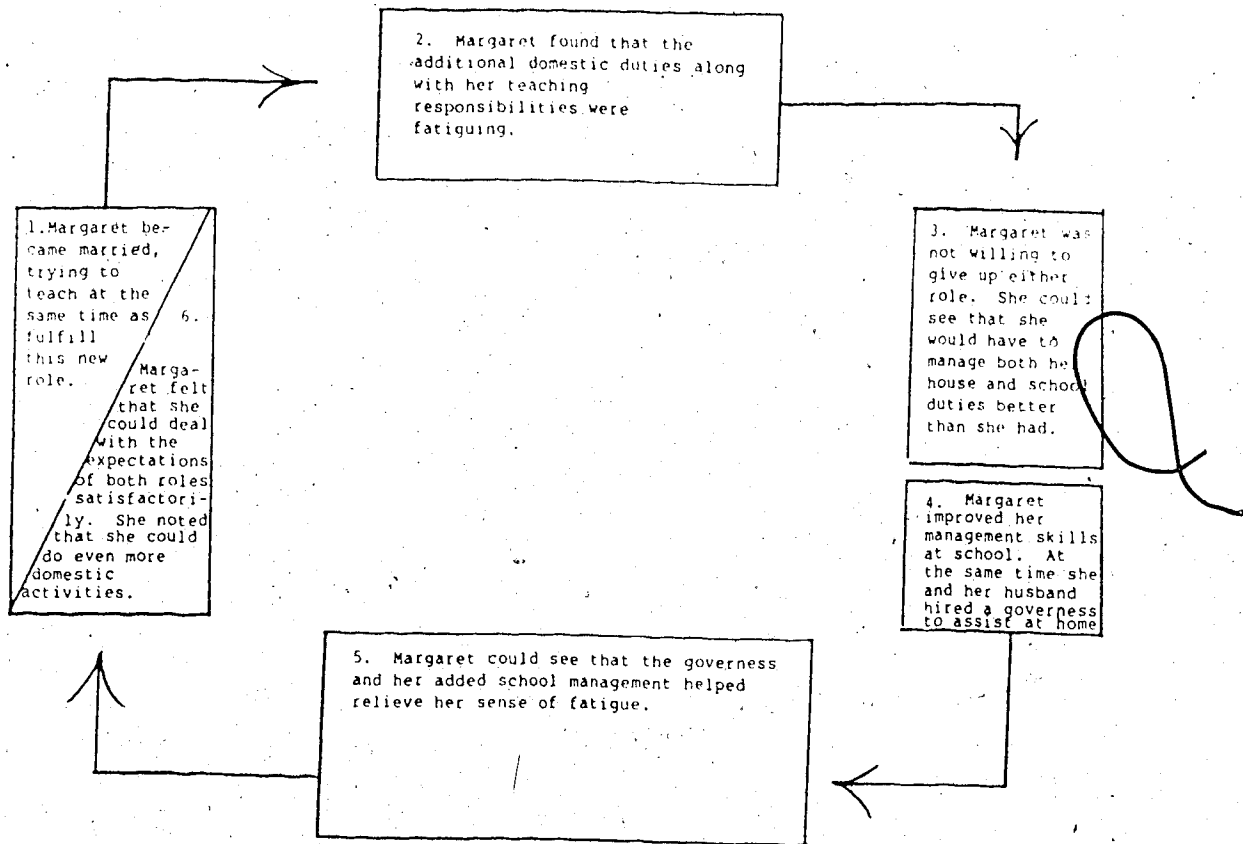 2. Margaret found that the
additional domestic duties along
with her teaching
responsibilities were
fatiguing.
1.Margaret be-
came married,
trying to
teach at the
same time as
fulfill
this new
role.
6.
Marga-
ret felt
that she
could deal
with the
expectations
of both roles
satisfactori-
ly. She noted
that she could
do even more
domestic
activities.
3. Margaret was
not willing to
give up either
role. She could
see that she
would have to
manage both he
house and school
duties better
than she had.
4. Margaret
improved her
management skills
at school. At
the same time she
and her husband
hired a governess
to assist at home
5. Margaret could see that the governess
and her added school management helped
relieve her sense of fatigue.